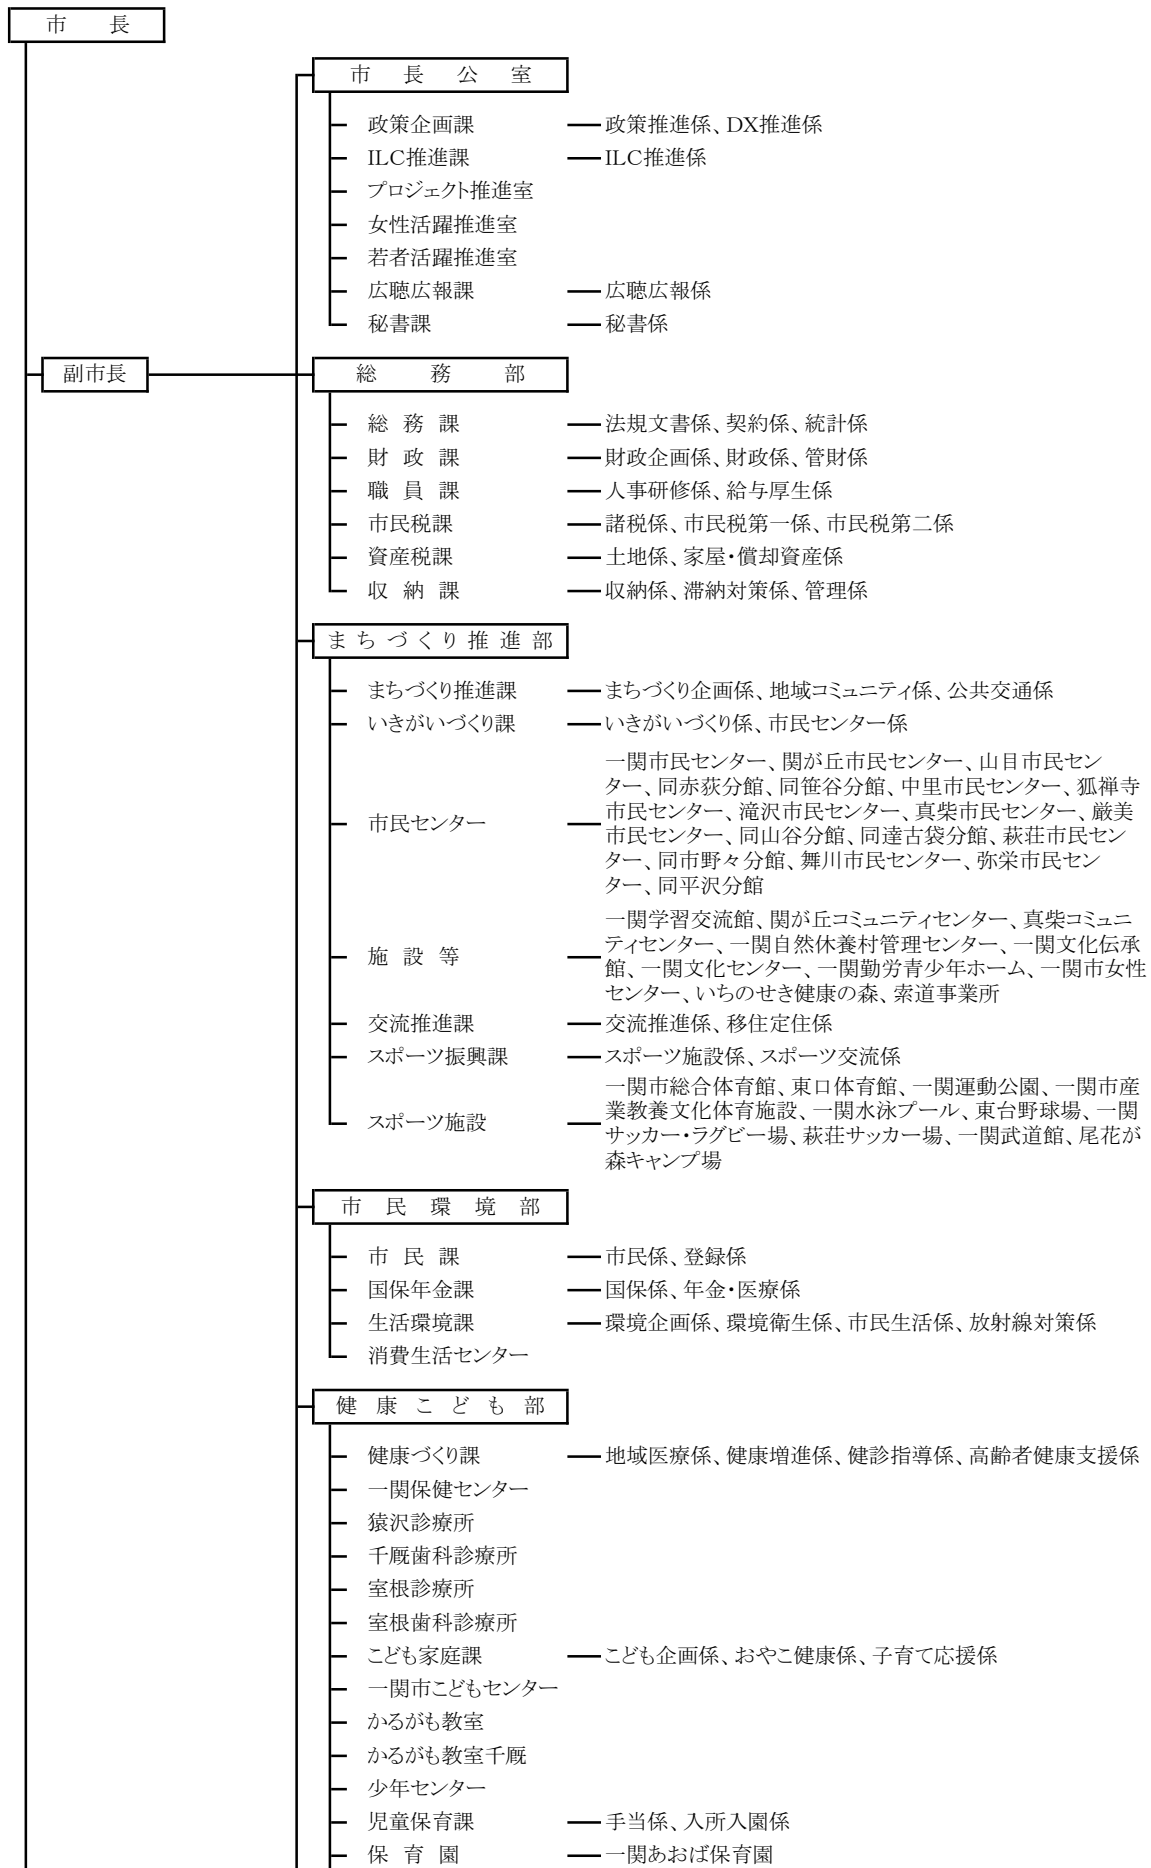 市　長
市　長　公　室
政策企画課　政策推進係、DX推進係
ILC推進課　ILC推進係
プロジェクト推進室
女性活躍推進室
若者活躍推進室
広聴広報課　広聴広報係
秘書課　秘書係
副市長　総　務　部
総 務 課　法規文書係、契約係、統計係
財 政 課　財政企画係、財政係、管財係
職 員 課　人事研修係、給与厚生係
市民税課　諸税係、市民税第一係、市民税第二係
資産税課　土地係、家屋・償却資産係
収 納 課　収納係、滞納対策係、管理係
まちづくり推進部
まちづくり推進課　まちづくり企画係、地域コミュニティ係、公共交通係
いきがいづくり課　いきがいづくり係、市民センター係
市民センター
一関市民センター、関が丘市民センター、山目市民セン
ター、同赤荻分館、同笹谷分館、中里市民センター、狐禅寺
市民センター、滝沢市民センター、真柴市民センター、厳美
市民センター、同山谷分館、同達古袋分館、萩荘市民セン
ター、同市野々分館、舞川市民センター、弥栄市民セン
ター、同平沢分館
施 設 等
一関学習交流館、関が丘コミュニティセンター、真柴コミュニ
ティセンター、一関自然休養村管理センター、一関文化伝承
館、一関文化センター、一関勤労青少年ホーム、一関市女性
センター、いちのせき健康の森、索道事業所
交流推進課　交流推進係、移住定住係
スポーツ振興課　スポーツ施設係、スポーツ交流係
スポーツ施設
一関市総合体育館、東口体育館、一関運動公園、一関市産
業教養文化体育施設、一関水泳プール、東台野球場、一関
サッカー・ラグビー場、萩荘サッカー場、一関武道館、尾花が
森キャンプ場
市　民　環　境　部
市 民 課　市民係、登録係
国保年金課　国保係、年金・医療係
生活環境課　環境企画係、環境衛生係、市民生活係、放射線対策係
消費生活センター
健 康 こ ど も 部
健康づくり課　地域医療係、健康増進係、健診指導係、高齢者健康支援係
一関保健センター
猿沢診療所
千厩歯科診療所
室根診療所
室根歯科診療所
こども家庭課　こども企画係、おやこ健康係、子育て応援係
一関市こどもセンター
かるがも教室
かるがも教室千厩
少年センター
児童保育課　手当係、入所入園係
保 育 園　一関あおば保育園